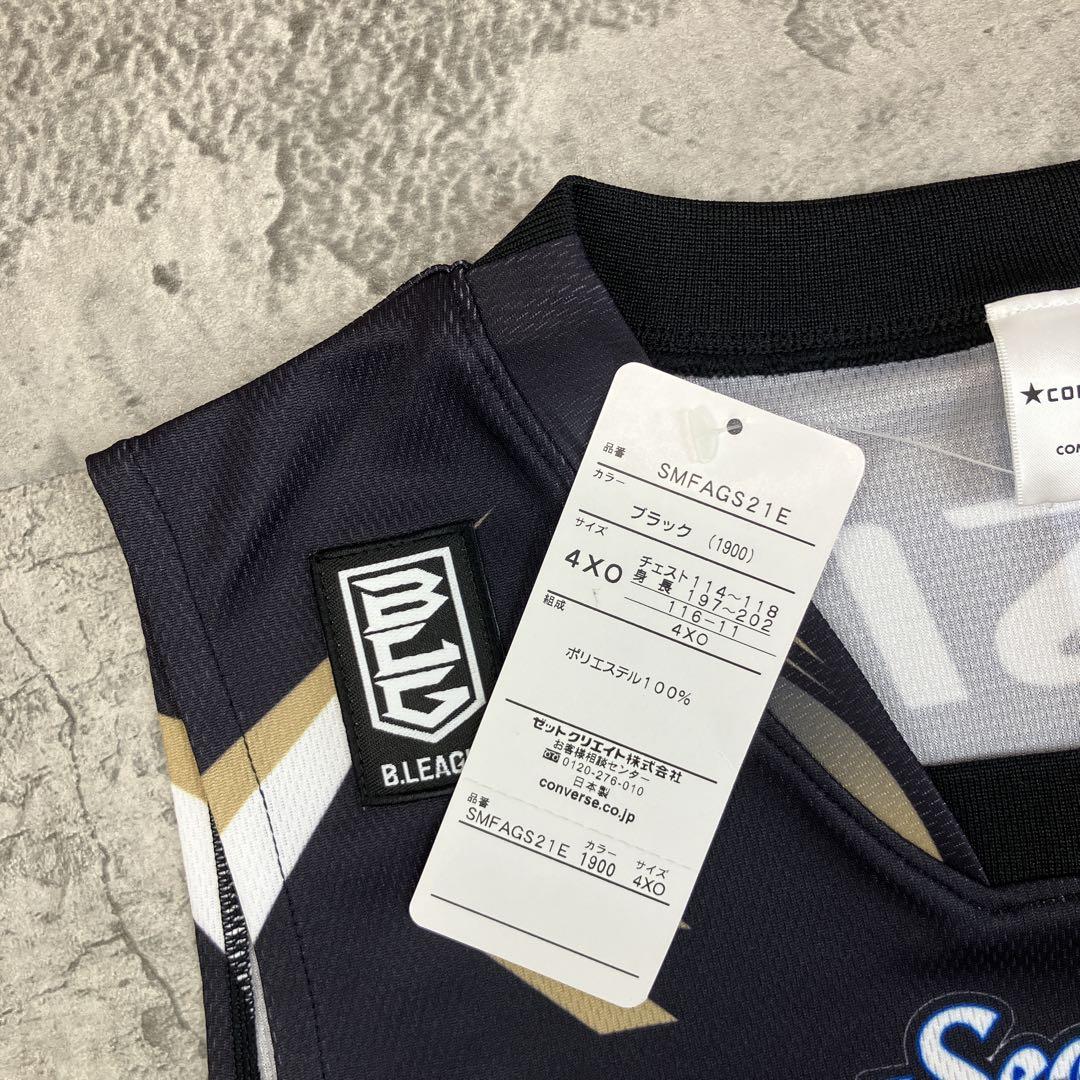 品番 SMFAGS21E
カラー ブラック (1900)
サイズ 4XO
チェスト114~118
身長 197~202
116-11
4XO
組成
ポリエステル100%
ゼットクリエイト株式会社
お客様相談センター
0120-276-010
日本製
converse.co.jp
品番 カラー サイズ
SMFAGS21E 1900 4XO
B.LEAG
★CO
COM
Sea